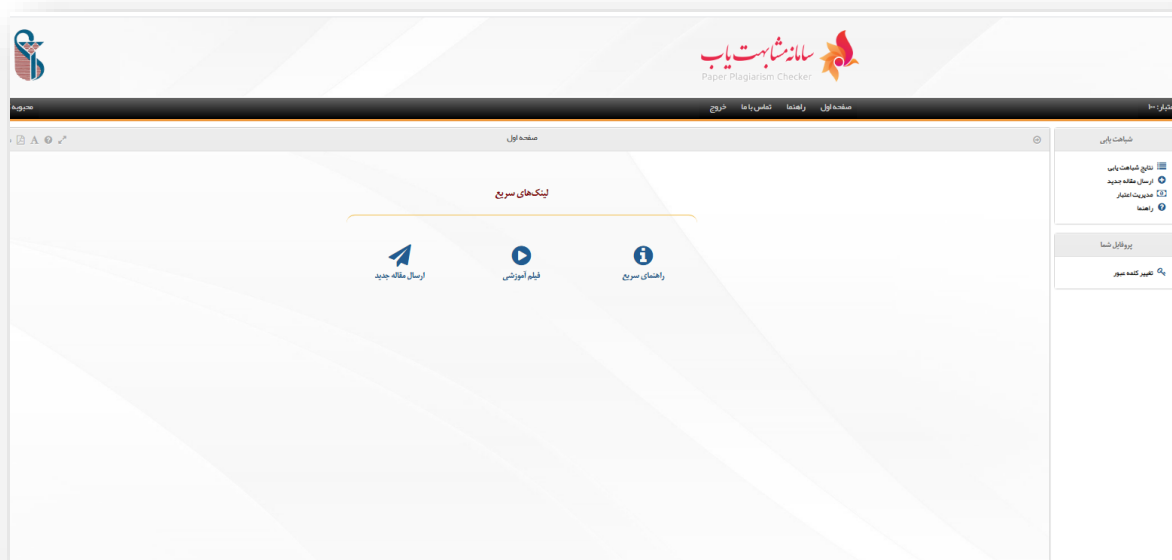 سامانه مشابهت یاب
Paper Plagiarism Checker
صفحه اول راهنما تماس با ما خروج
محبوبه
شباهت یابی
نتایج شباهت یابی
ارسال مقاله جدید
مدیریت اعتبار
راهنما
پروفایل شما
تغییر کلمه عبور
صفحه اول
لینک‌های سریع
راهنمای سریع
فیلم آموزشی
ارسال مقاله جدید